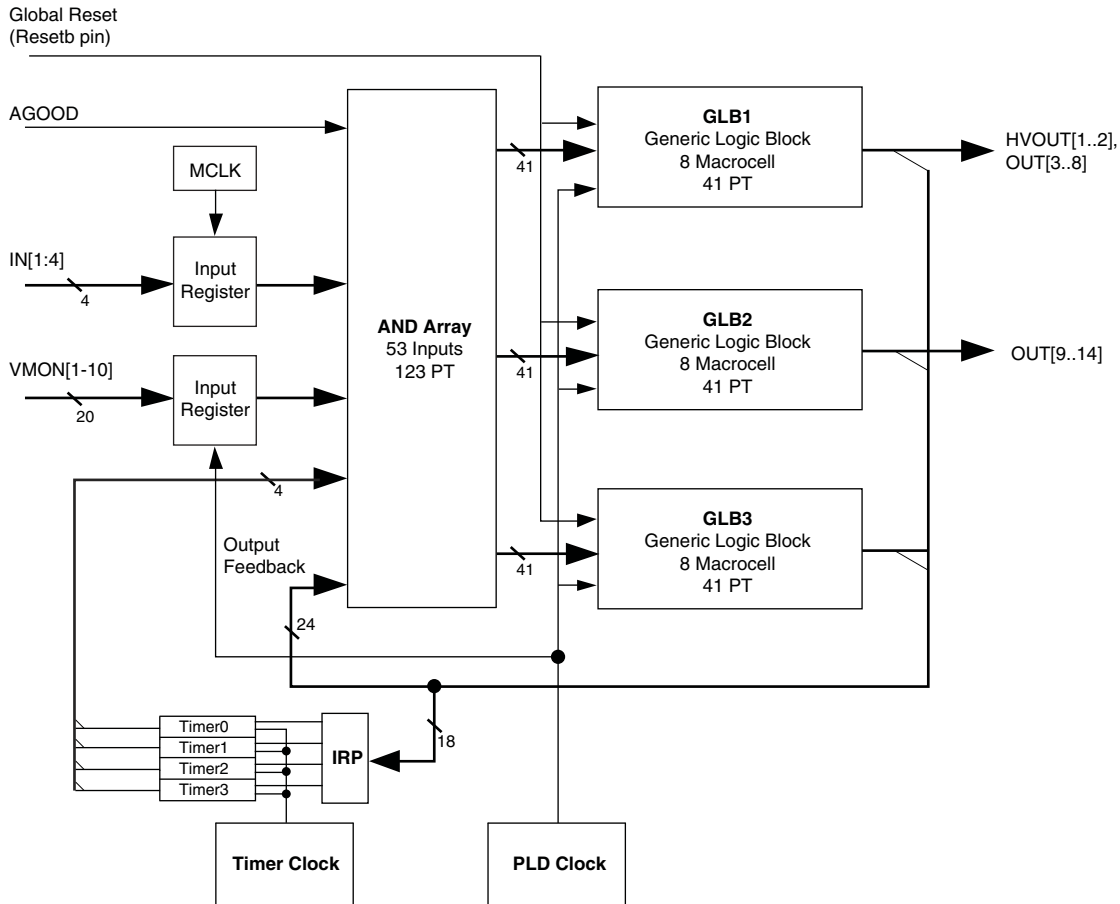 Global Reset
(Resetb pin)
AGOOD
MCLK
IN[1:4]
4
Input
Register
VMON[1-10]
20
Input
Register
AND Array
53 Inputs
123 PT
41
41
41
GLB1
Generic Logic Block
8 Macrocell
41 PT
HVOUT[1..2],
OUT[3..8]
GLB2
Generic Logic Block
8 Macrocell
41 PT
OUT[9..14]
GLB3
Generic Logic Block
8 Macrocell
41 PT
4
Output
Feedback
24
18
Timer0
Timer1
Timer2
Timer3
IRP
Timer Clock
PLD Clock